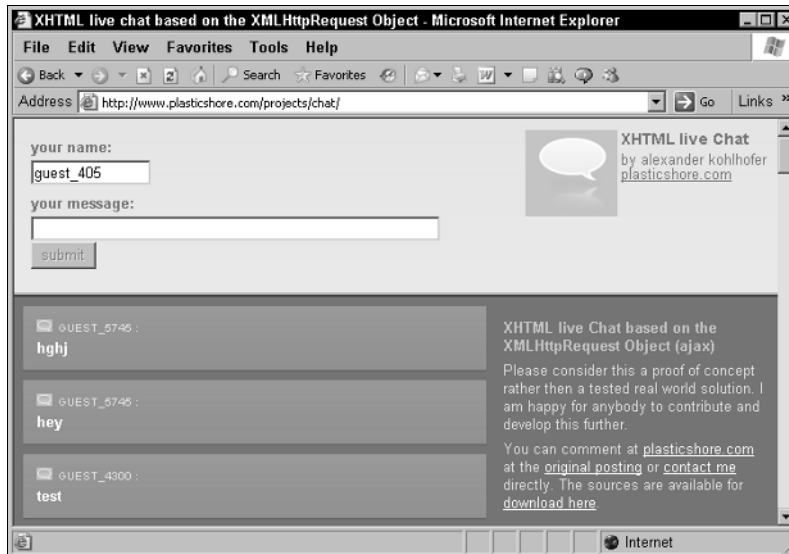 XHTML live chat based on the XMLHttpRequest Object - Microsoft Internet Explorer
File Edit View Favorites Tools Help
Back Search Favorites
Address http://www.plasticshore.com/projects/chat/ Go Links »
your name:
guest_405
your message:
submit
XHTML live Chat
by alexander kohlhofer
plasticshore.com
GUEST_5745 :
hghj
GUEST_5745 :
hey
GUEST_4300 :
test
XHTML live Chat based on the
XMLHttpRequest Object (ajax)
Please consider this a proof of concept
rather then a tested real world solution. I
am happy for anybody to contribute and
develop this further.
You can comment at plasticshore.com
at the original posting or contact me
directly. The sources are available for
download here.
Internet